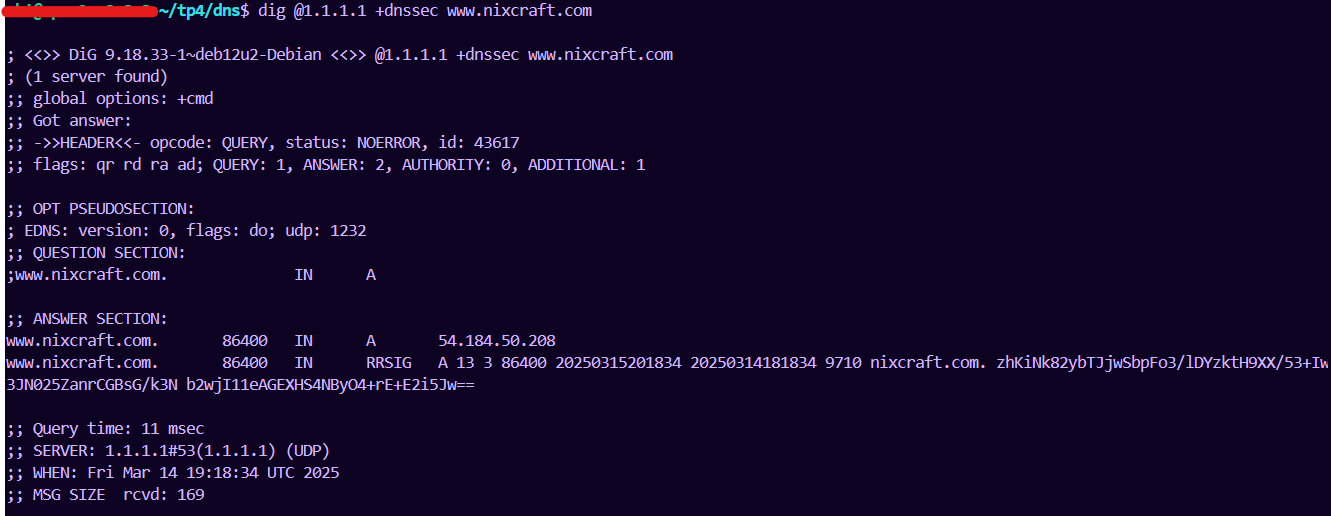 ~/tp4/dns$ dig @1.1.1.1 +dnssec www.nixcraft.com
; <<>> DiG 9.18.33-1~deb12u2-Debian <<>> @1.1.1.1 +dnssec www.nixcraft.com
; (1 server found)
;; global options: +cmd
;; Got answer:
;; ->>HEADER<<- opcode: QUERY, status: NOERROR, id: 43617
;; flags: qr rd ra ad; QUERY: 1, ANSWER: 2, AUTHORITY: 0, ADDITIONAL: 1
;; OPT PSEUDOSECTION:
; EDNS: version: 0, flags: do; udp: 1232
;; QUESTION SECTION:
;www.nixcraft.com. IN A
;; ANSWER SECTION:
www.nixcraft.com. 86400 IN A 54.184.50.208
www.nixcraft.com. 86400 IN RRSIG A 13 3 86400 20250315201834 20250314181834 9710 nixcraft.com. zhKiNk82ybTJjwSbpFo3/lDYzktH9XX/53+Iw
3JN025ZanrCGBsG/k3N b2wjI11eAGEXHS4NByO4+rE+E2i5Jw==
;; Query time: 11 msec
;; SERVER: 1.1.1.1#53(1.1.1.1) (UDP)
;; WHEN: Fri Mar 14 19:18:34 UTC 2025
;; MSG SIZE rcvd: 169